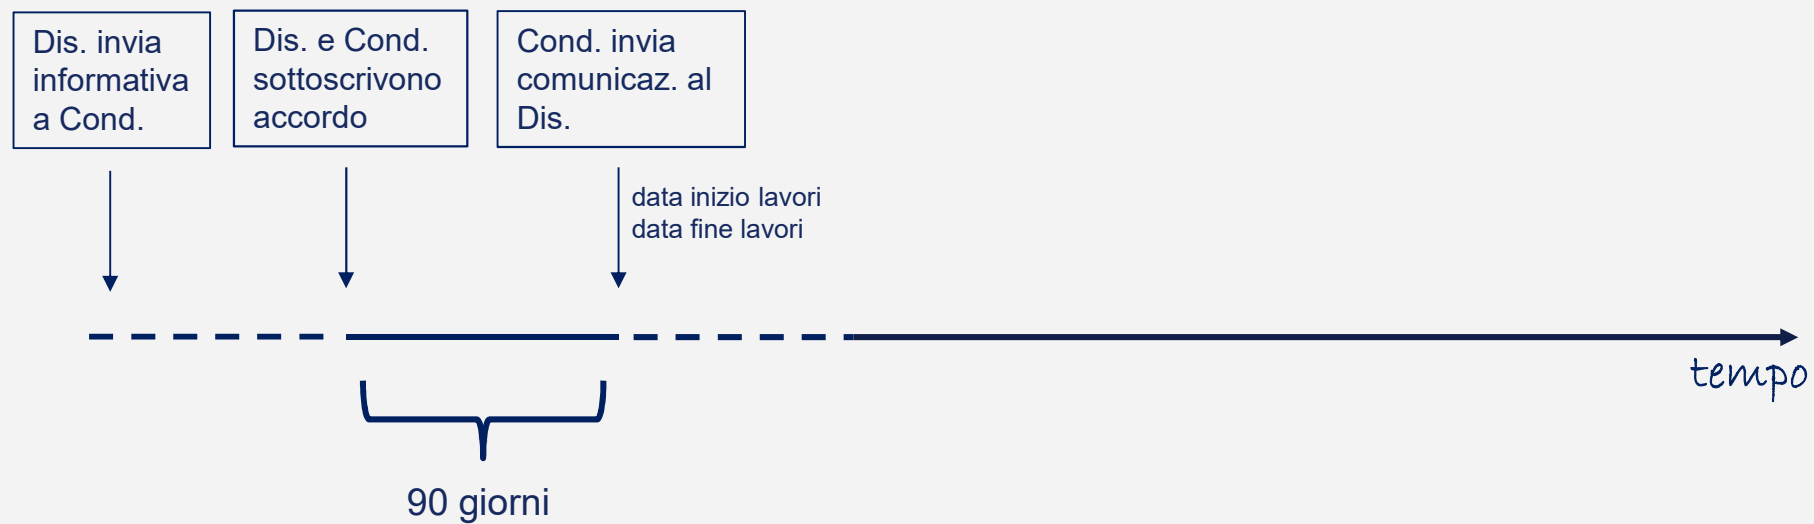 Dis. invia
informativa
a Cond.
Dis. e Cond.
sottoscrivono
accordo
Cond. invia
comunicaz. al
Dis.
data inizio lavori
data fine lavori
tempo
90 giorni